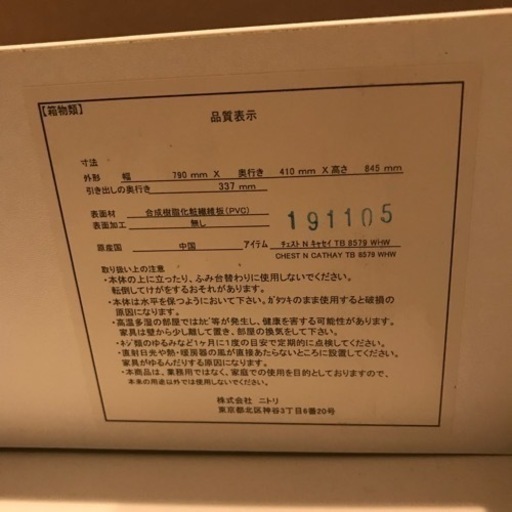 【箱物類】
品質表示
寸法
外形 幅 790 mm X 奥行き 410 mm X 高さ 845 mm
引き出しの奥行き 337 mm
表面材 合成樹脂化粧繊維板(PVC)
表面加工 無し
191105
原産国 中国 アイテム チェスト N キャセイ TB 8579 WHW
CHEST N CATHAY TB 8579 WHW
取り扱い上の注意
・本体の上に立ったり、ふみ台替わりに使用しないでください。
転倒してけがをするおそれがあります。
・本体は水平を保つようにおいて下さい。ガタツキのまま使用すると破損の
原因になります。
・高温多湿の部屋ではカビ等が発生し、健康を害する可能性があります。
家具は壁から少し離して置き、部屋の換気をして下さい。
・ネジ類のゆるみなど1ヶ月に1度の目安で定期的に点検してください。
・直射日光や熱・暖房器の風が直接あたらないところに設置してください。
家具がゆるんだりする原因になります。
・本商品は、業務用ではなく、家庭での使用を目的としておりますので、
本来の用途以外では使用しないでください。
株式会社 ニトリ
東京都北区神谷3丁目6番20号